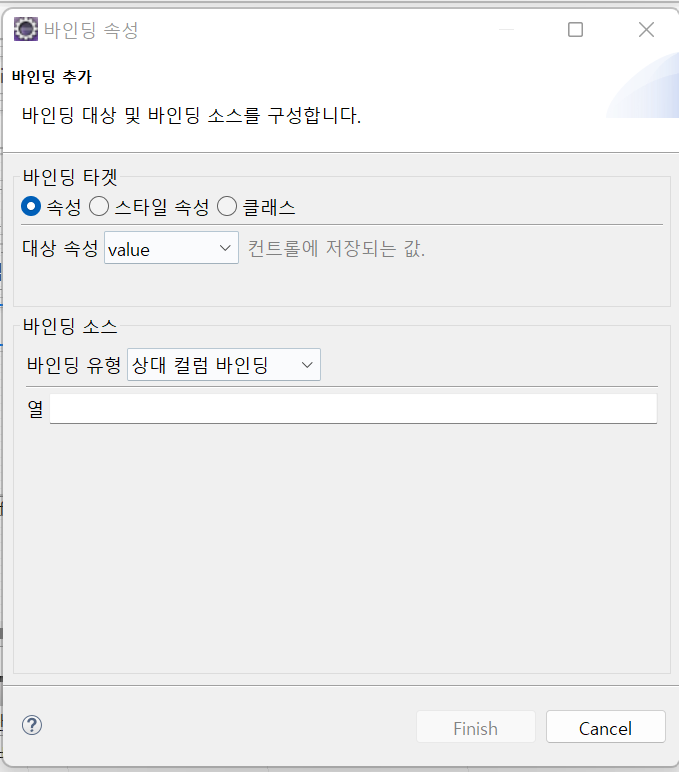 바인딩 속성
바인딩 추가
바인딩 대상 및 바인딩 소스를 구성합니다.
바인딩 타겟
속성 스타일 속성 클래스
대상 속성 value 컨트롤에 저장되는 값.
바인딩 소스
바인딩 유형 상대 컬럼 바인딩
열
? Finish Cancel